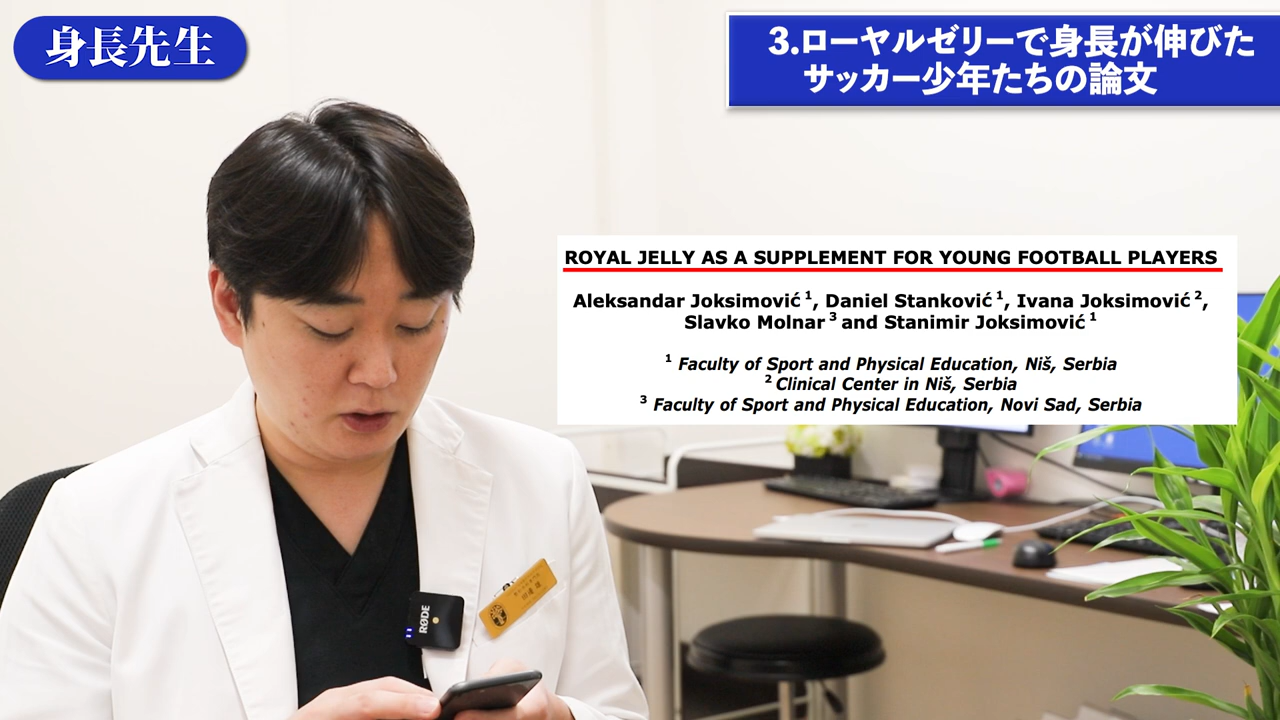 身長先生
3.ローヤルゼリーで身長が伸びた
サッカー少年たちの論文
ROYAL JELLY AS A SUPPLEMENT FOR YOUNG FOOTBALL PLAYERS
Aleksandar Joksimović ¹, Daniel Stanković ¹, Ivana Joksimović ²,
Slavko Molnar ³ and Stanimir Joksimović ¹
¹ Faculty of Sport and Physical Education, Niš, Serbia
² Clinical Center in Niš, Serbia
³ Faculty of Sport and Physical Education, Novi Sad, Serbia
RØDE